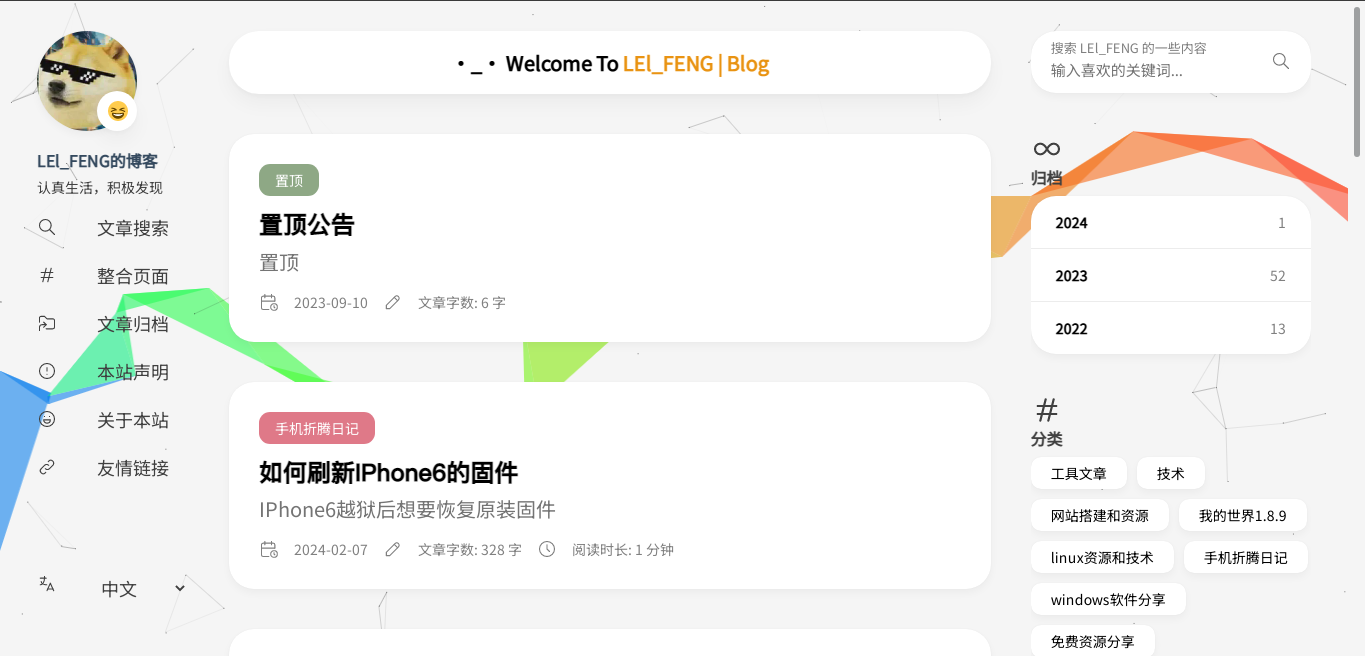 • _ • Welcome To LEl_FENG | Blog
LEl_FENG的博客
认真生活，积极发现
文章搜索
整合页面
文章归档
本站声明
关于本站
友情链接
中文
置顶
置顶公告
置顶
2023-09-10 文章字数: 6 字
手机折腾日记
如何刷新IPhone6的固件
IPhone6越狱后想要恢复原装固件
2024-02-07 文章字数: 328 字 阅读时长: 1 分钟
搜索 LEl_FENG 的一些内容
输入喜欢的关键词...
归档
2024 1
2023 52
2022 13
#
分类
工具文章 技术
网站搭建和资源 我的世界1.8.9
linux资源和技术 手机折腾日记
windows软件分享
免费资源分享